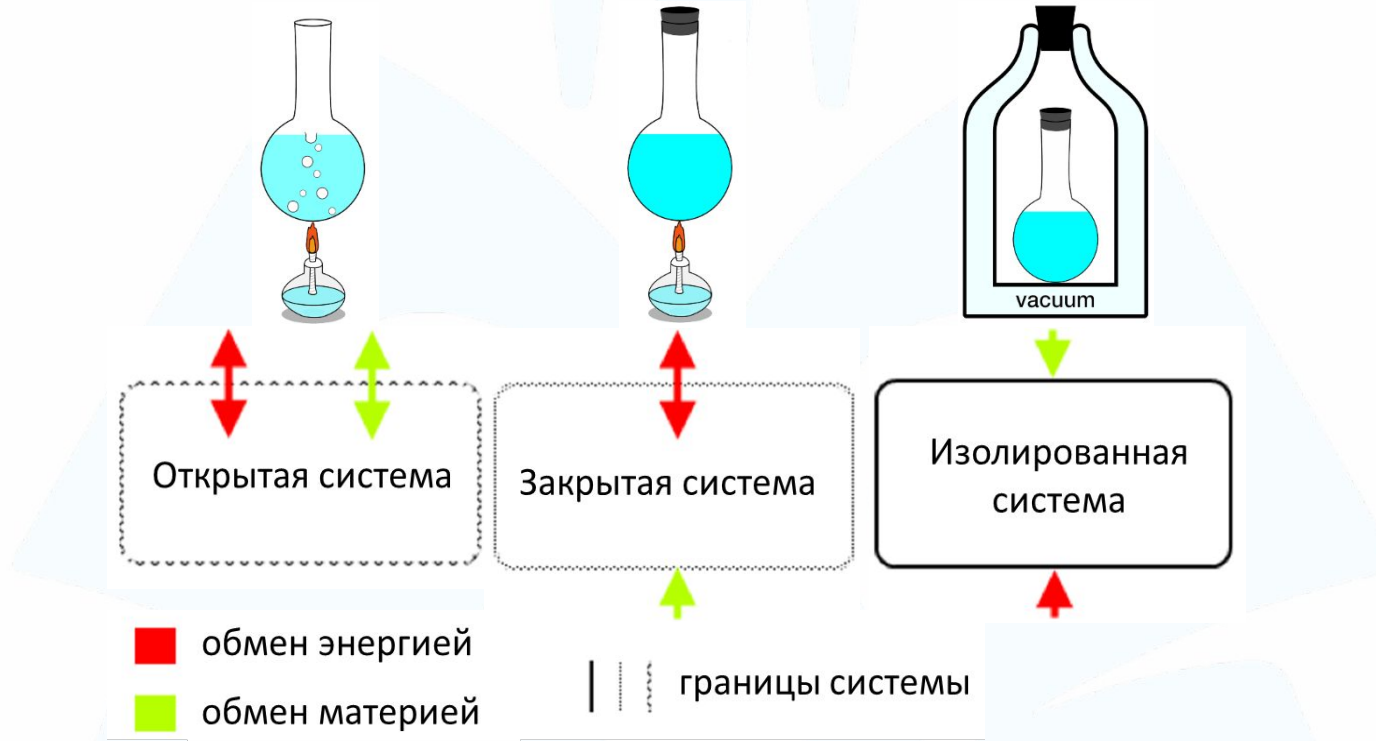 vacuum
Открытая система
Закрытая система
Изолированная
система
обмен энергией
обмен материей
границы системы